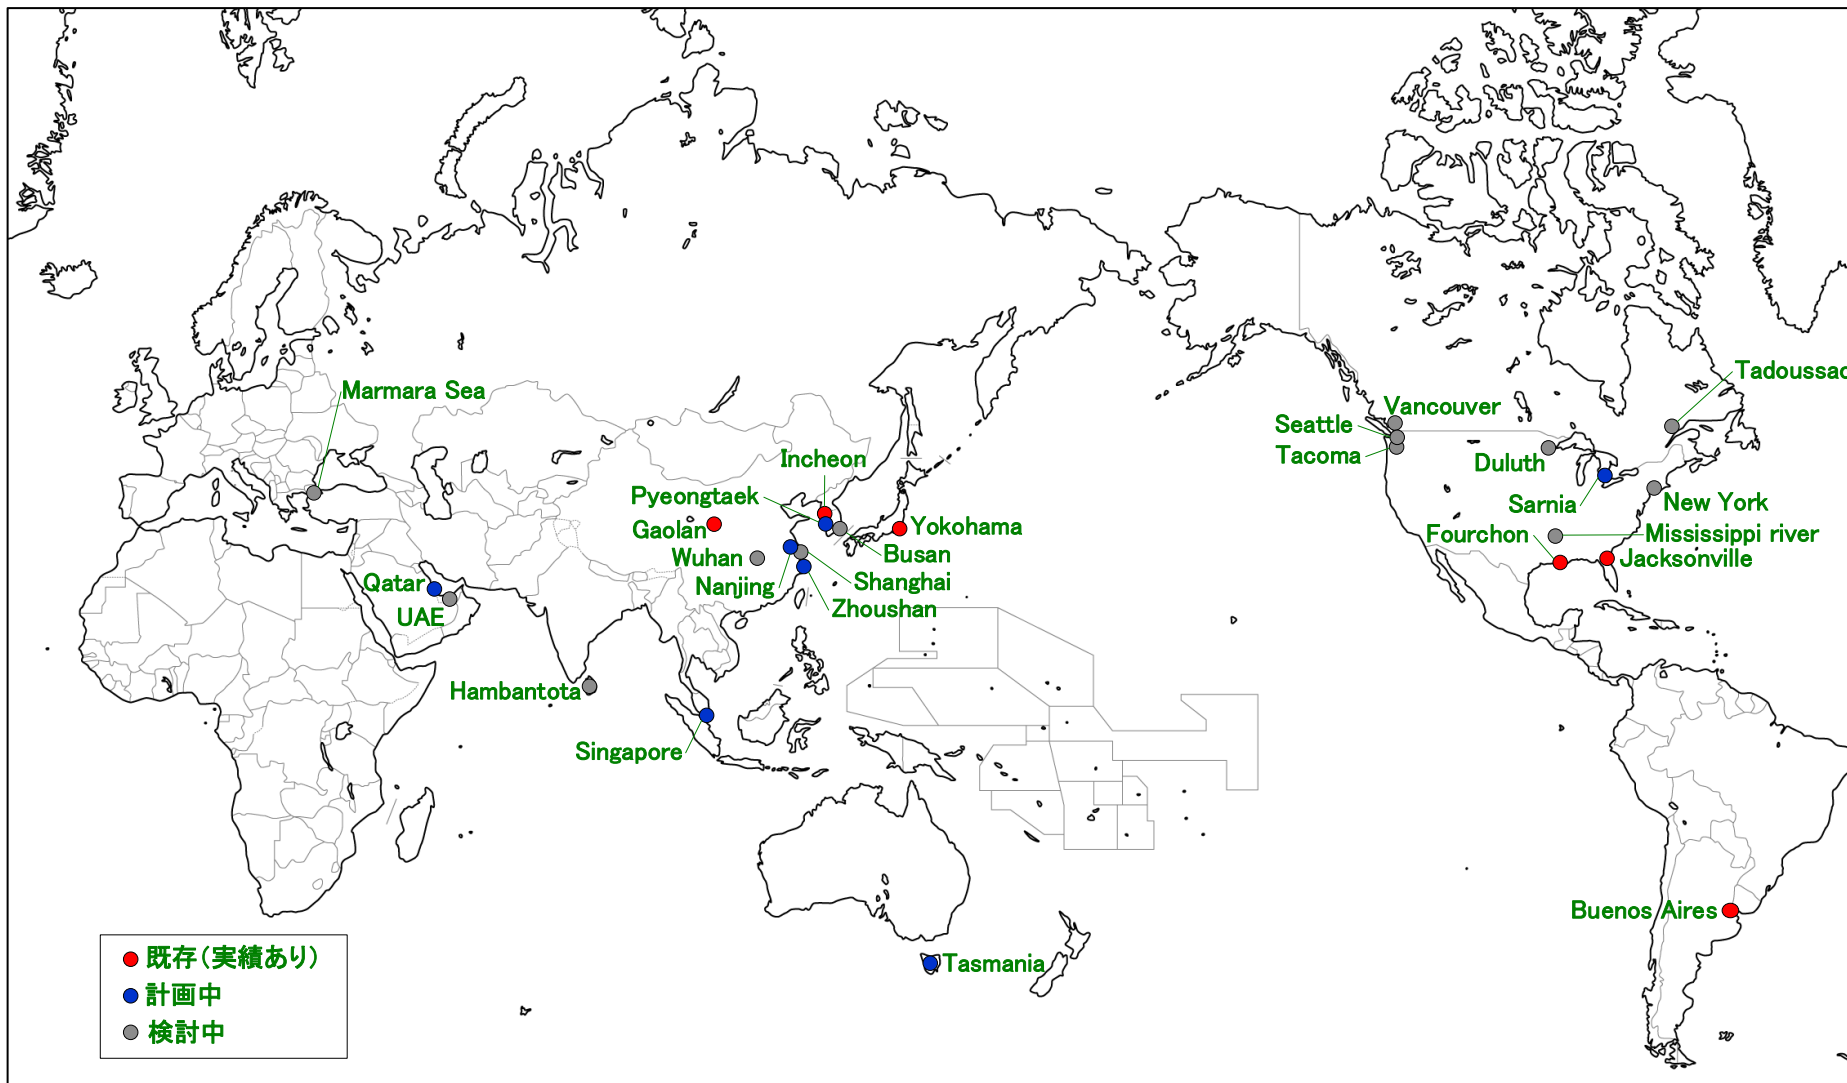 Marmara Sea
Tadoussac
Vancouver
Seattle
Tacoma
Duluth
Sarnia
New York
Incheon
Pyeongtaek
Gaolan
Yokohama
Fourchon
Mississippi river
Wuhan
Busan
Jacksonville
Qatar
Nanjing
Shanghai
UAE
Zhoushan
Hambantota
Singapore
Buenos Aires
Tasmania
既存(実績あり)
計画中
検討中